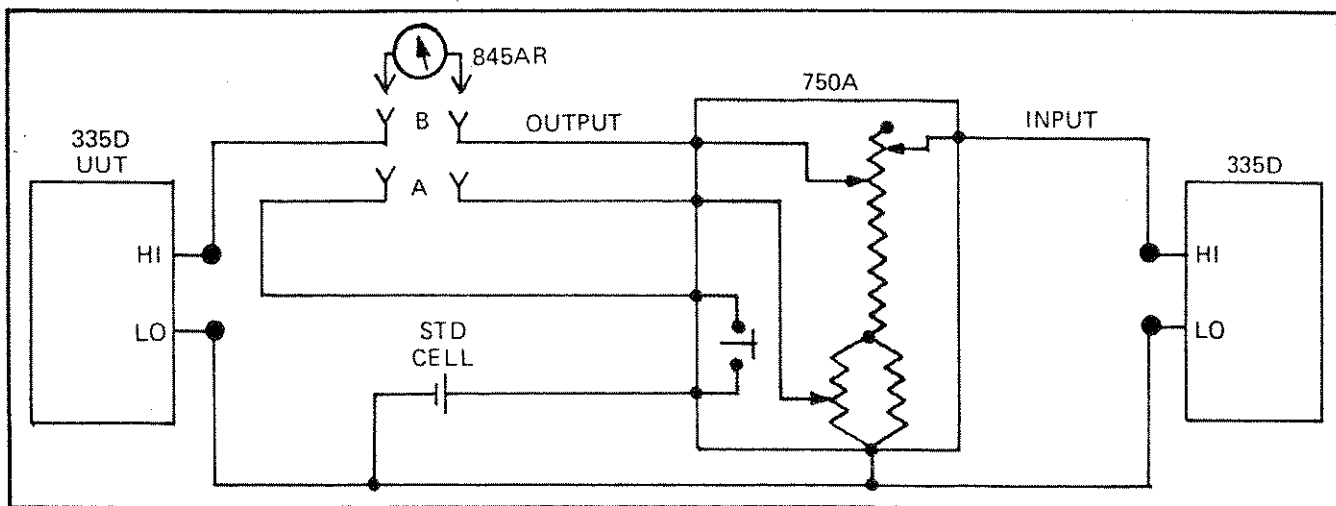 845AR
750A
B
OUTPUT
INPUT
335D
UUT
335D
A
HI
HI
LO
LO
STD
CELL